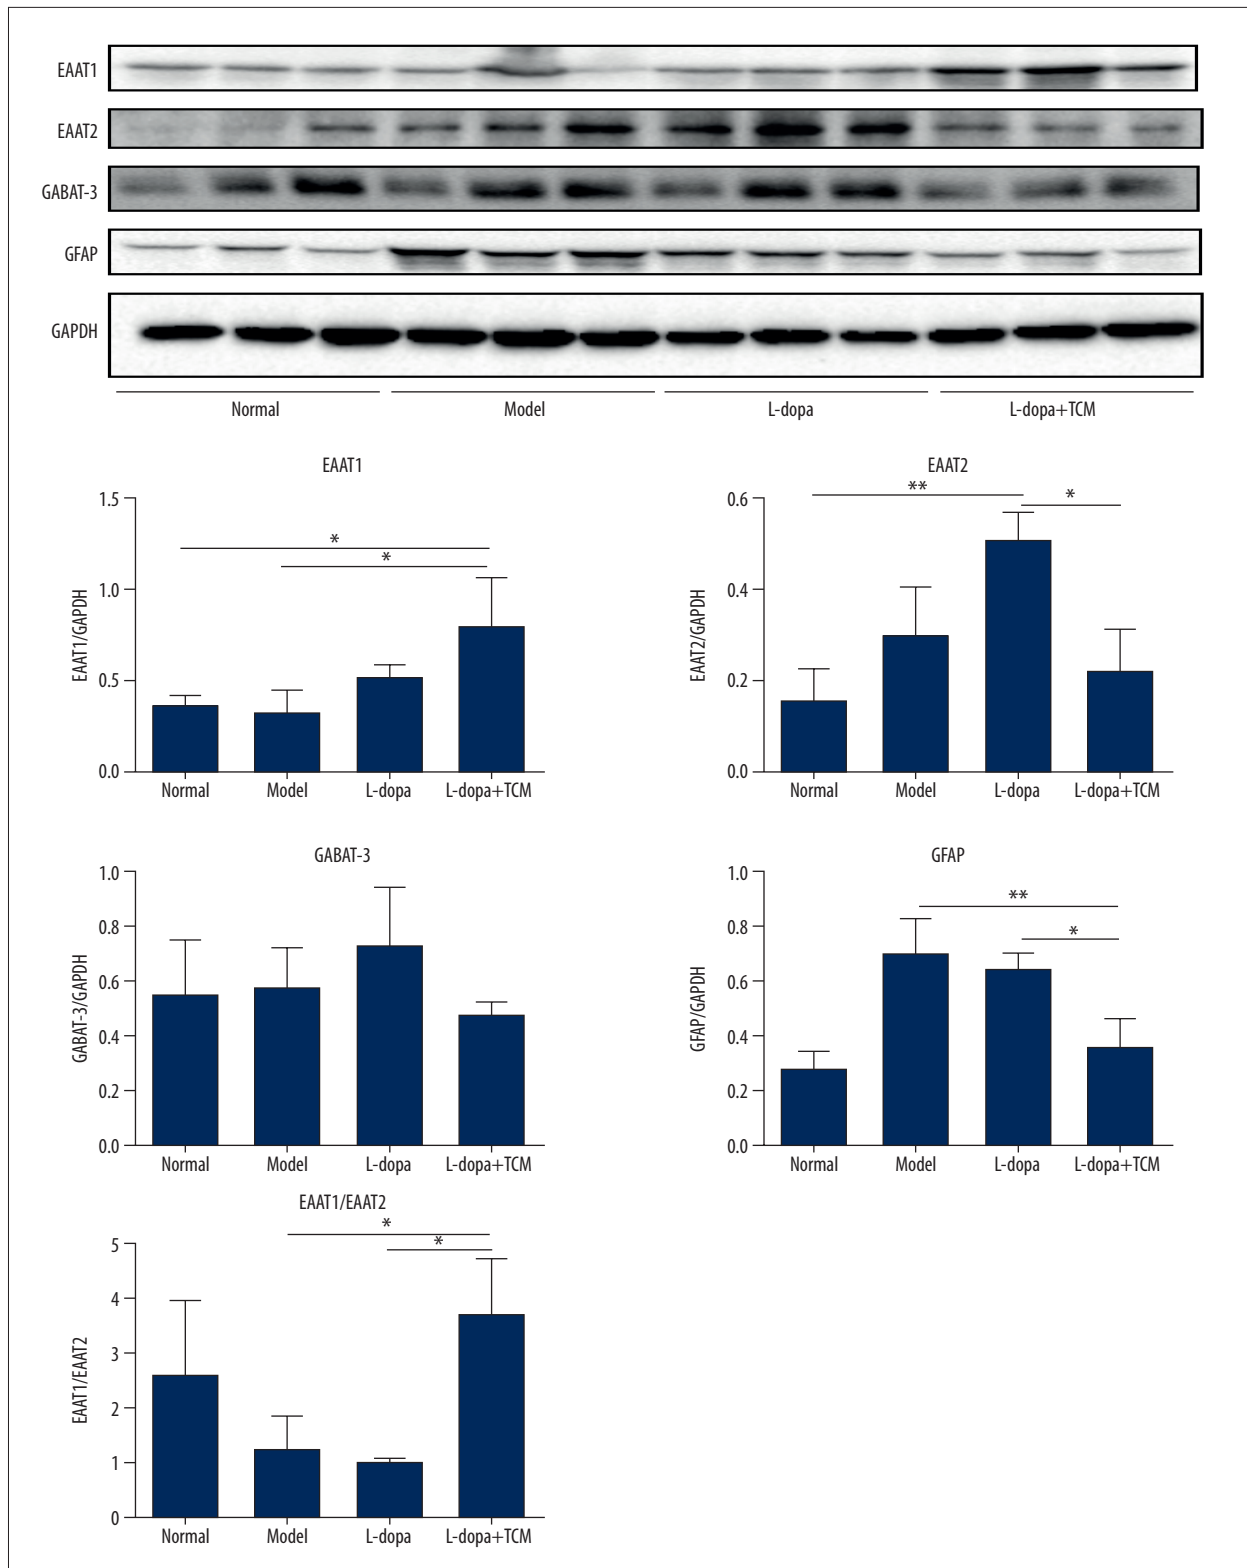 EAAT1
EAAT2
GABAT-3
GFAP
GAPDH
Normal Model L-dopa L-dopa+TCM
EAAT1
EAAT1/GAPDH
1.5
1.0
0.5
0.0
*
*
Normal Model L-dopa L-dopa+TCM
EAAT2
EAAT2/GAPDH
0.6
0.4
0.2
0.0
**
*
Normal Model L-dopa L-dopa+TCM
GABAT-3
GABAT-3/GAPDH
1.0
0.8
0.6
0.4
0.2
0.0
Normal Model L-dopa L-dopa+TCM
GFAP
GFAP/GAPDH
1.0
0.8
0.6
0.4
0.2
0.0
**
*
Normal Model L-dopa L-dopa+TCM
EAAT1/EAAT2
EAAT1/EAAT2
5
4
3
2
1
0
*
*
Normal Model L-dopa L-dopa+TCM